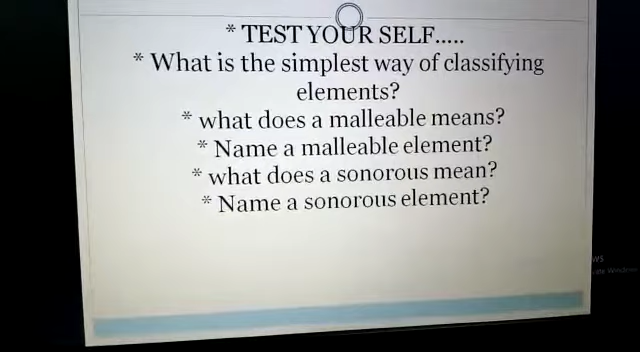 * TEST YOUR SELF.....
* What is the simplest way of classifying
elements?
* what does a malleable means?
* Name a malleable element?
* what does a sonorous mean?
* Name a sonorous element?